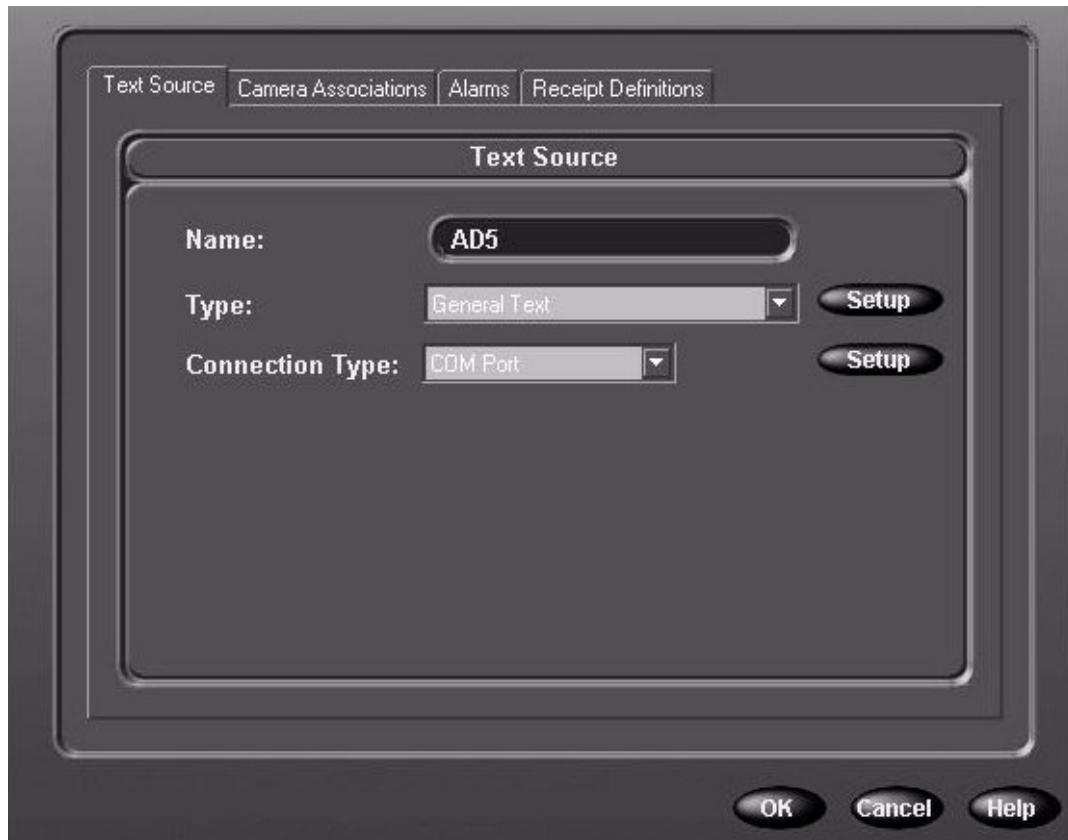 Text Source Camera Associations Alarms Receipt Definitions
Text Source
Name: AD5
Type: General Text Setup
Connection Type: COM Port Setup
OK Cancel Help